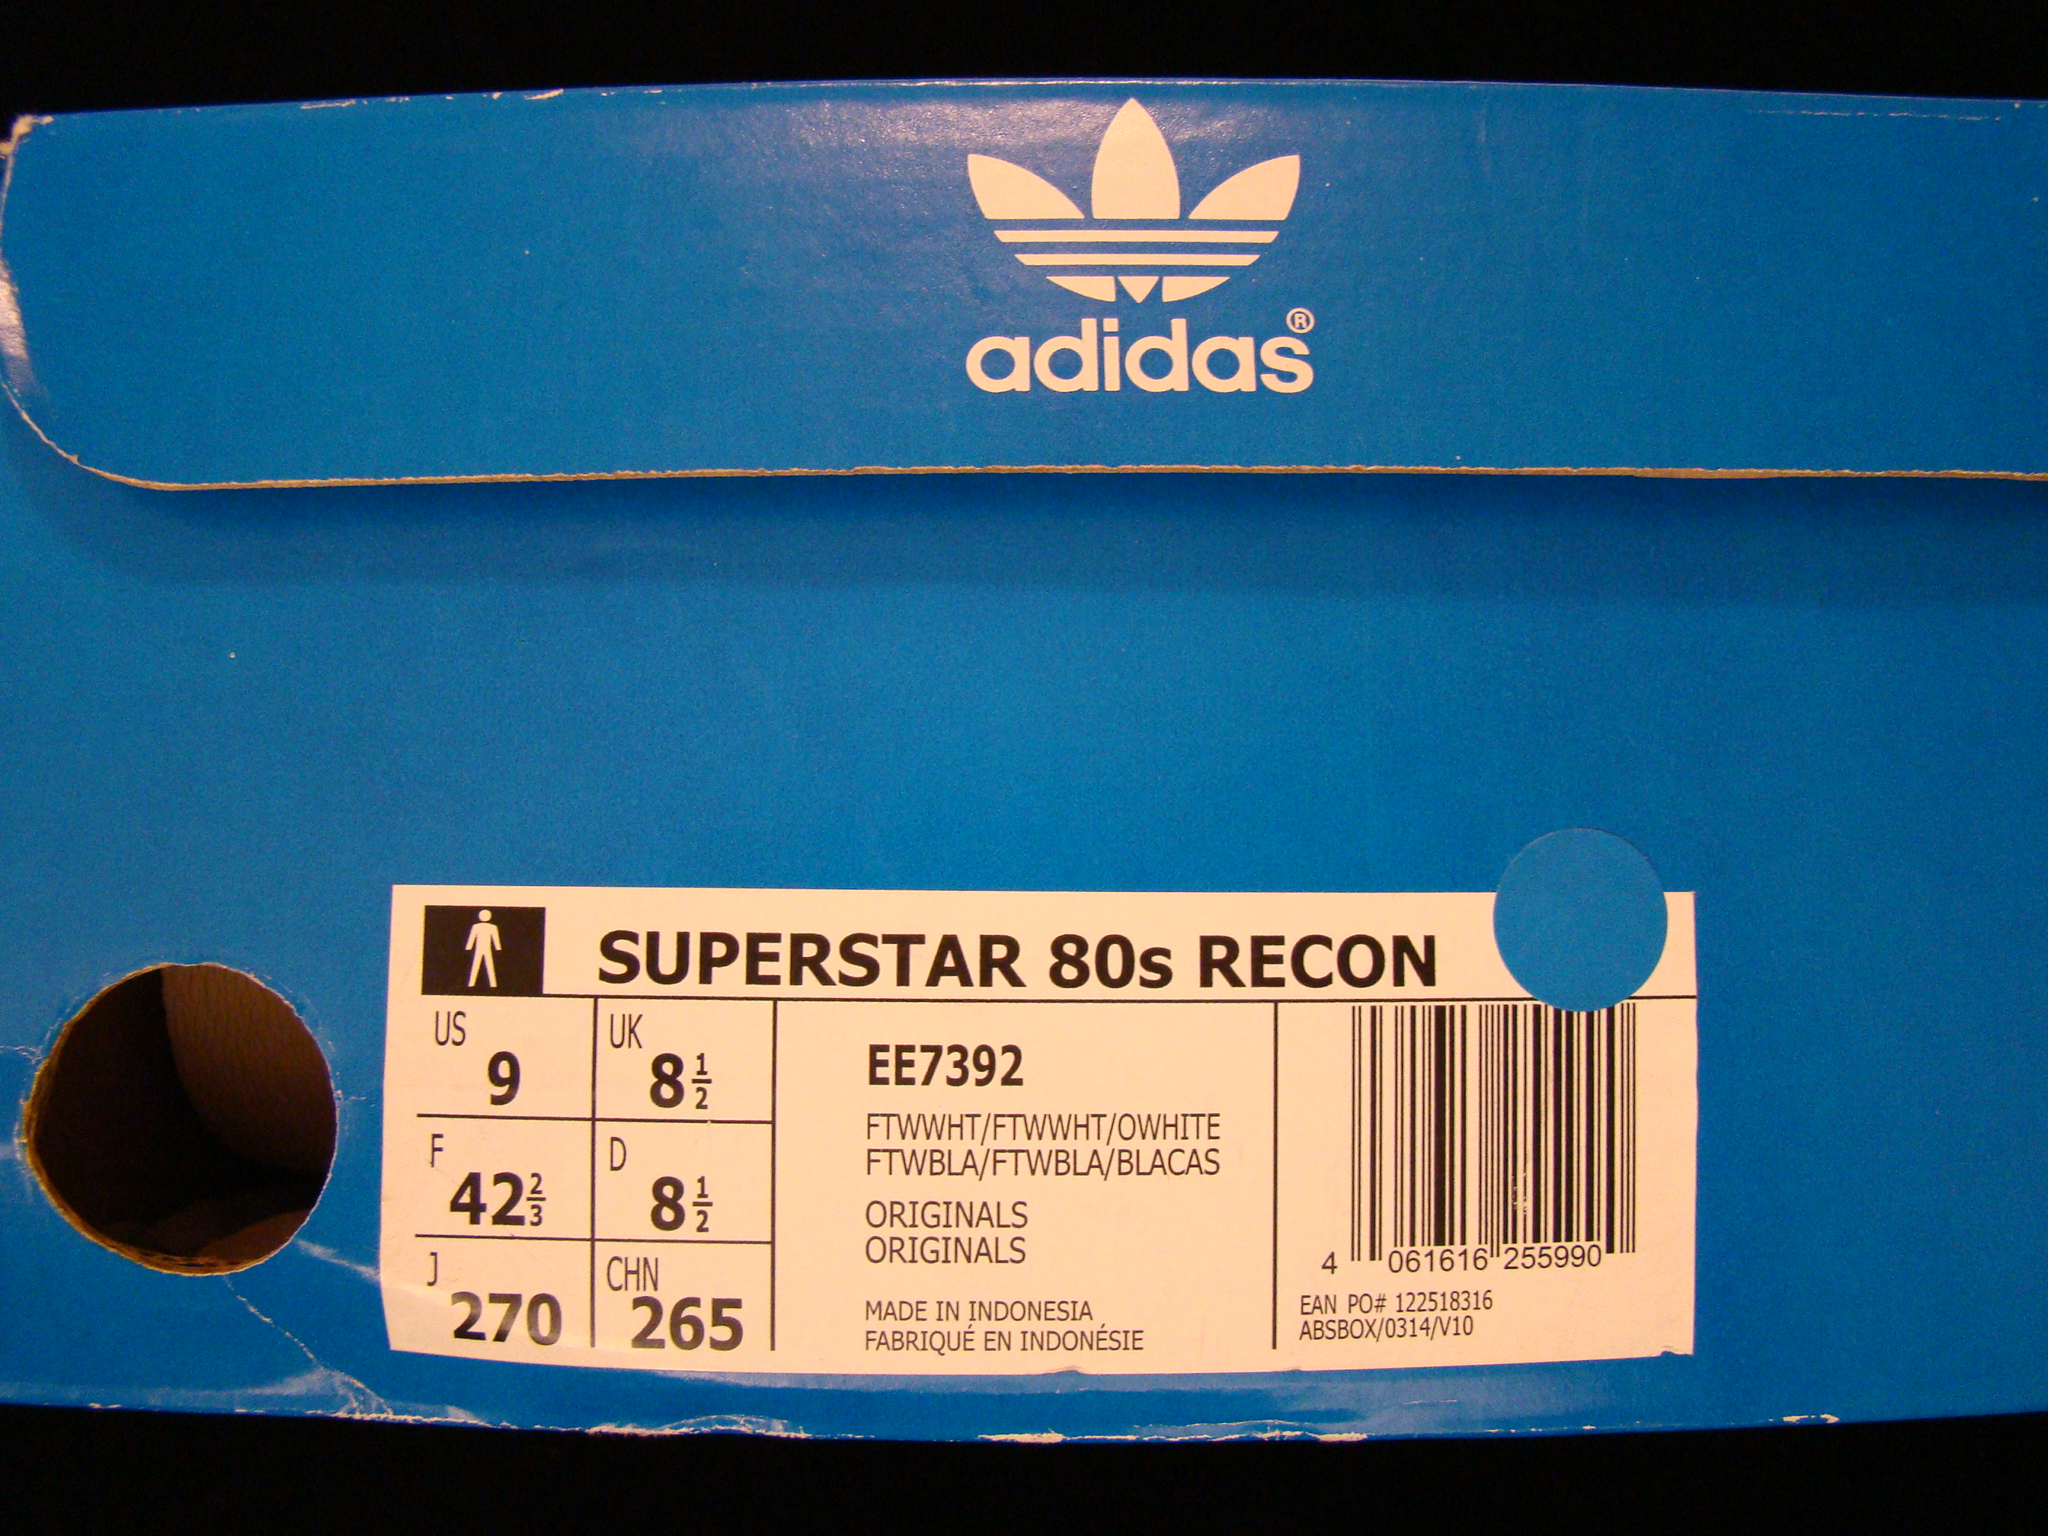 adidas®
SUPERSTAR 80s RECON
US 9
UK 8 1/2
F 42 2/3
D 8 1/2
J 270
CHN 265
EE7392
FTWWHT/FTWWHT/OWHITE
FTWBLA/FTWBLA/BLACAS
ORIGINALS
ORIGINALS
MADE IN INDONESIA
FABRIQUÉ EN INDONÉSIE
4 061616 255990
EAN PO# 122518316
ABSBOX/0314/V10